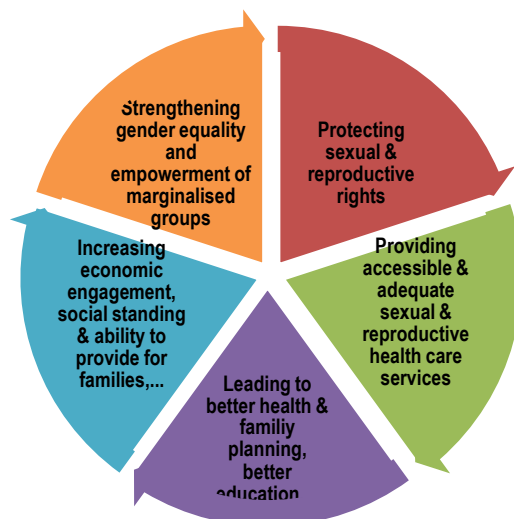 Protecting
sexual &
reproductive
rights
Providing
accessible &
adequate
sexual &
reproductive
health care
services
Leading to
better health &
familiy
planning,
better
education
Increasing
economic
engagement,
social standing
& ability to
provide for
families,...
Strengthening
gender equality
and
empowerment of
marginalised
groups